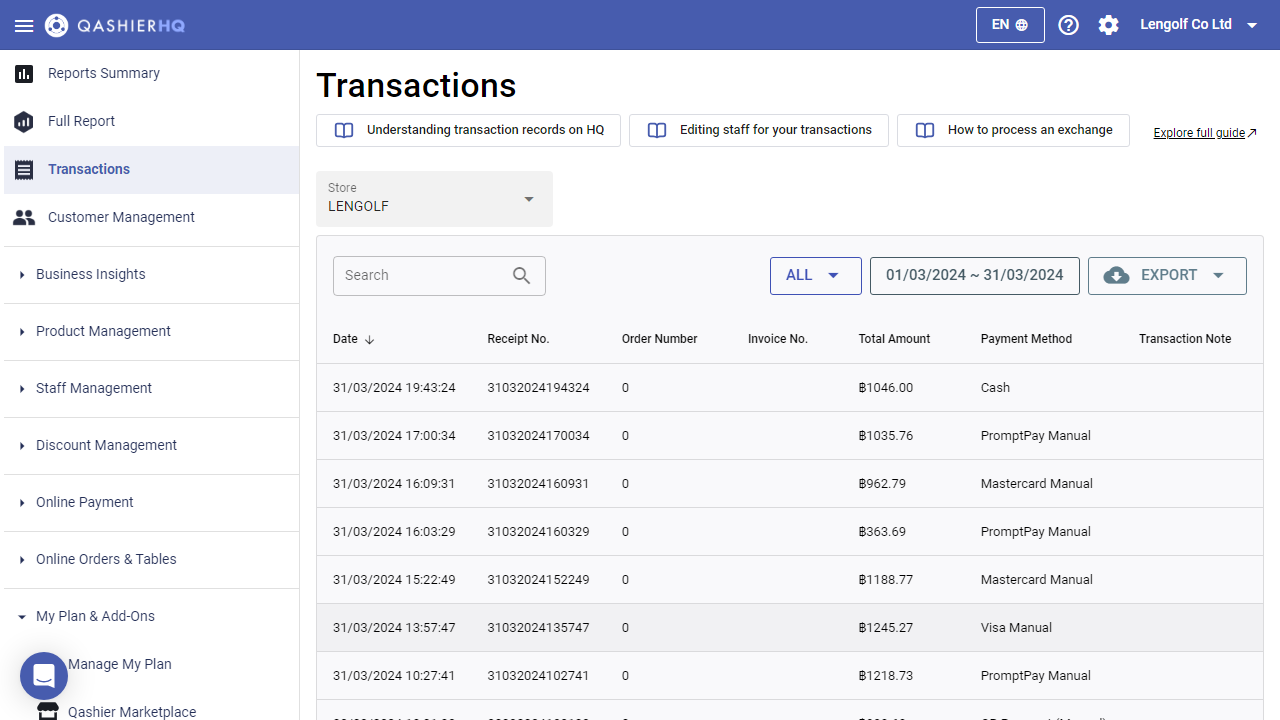 QASHIERHQ
EN
Lengolf Co Ltd
Reports Summary
Full Report
Transactions
Customer Management
Business Insights
Product Management
Staff Management
Discount Management
Online Payment
Online Orders & Tables
My Plan & Add-Ons
Manage My Plan
Qashier Marketplace
Transactions
Understanding transaction records on HQ
Editing staff for your transactions
How to process an exchange
Explore full guide
Store
LENGOLF
Search
ALL
01/03/2024 ~ 31/03/2024
EXPORT
Date Receipt No. Order Number Invoice No. Total Amount Payment Method Transaction Note
31/03/2024 19:43:24 31032024194324 0 ฿1046.00 Cash
31/03/2024 17:00:34 31032024170034 0 ฿1035.76 PromptPay Manual
31/03/2024 16:09:31 31032024160931 0 ฿962.79 Mastercard Manual
31/03/2024 16:03:29 31032024160329 0 ฿363.69 PromptPay Manual
31/03/2024 15:22:49 31032024152249 0 ฿1188.77 Mastercard Manual
31/03/2024 13:57:47 31032024135747 0 ฿1245.27 Visa Manual
31/03/2024 10:27:41 31032024102741 0 ฿1218.73 PromptPay Manual